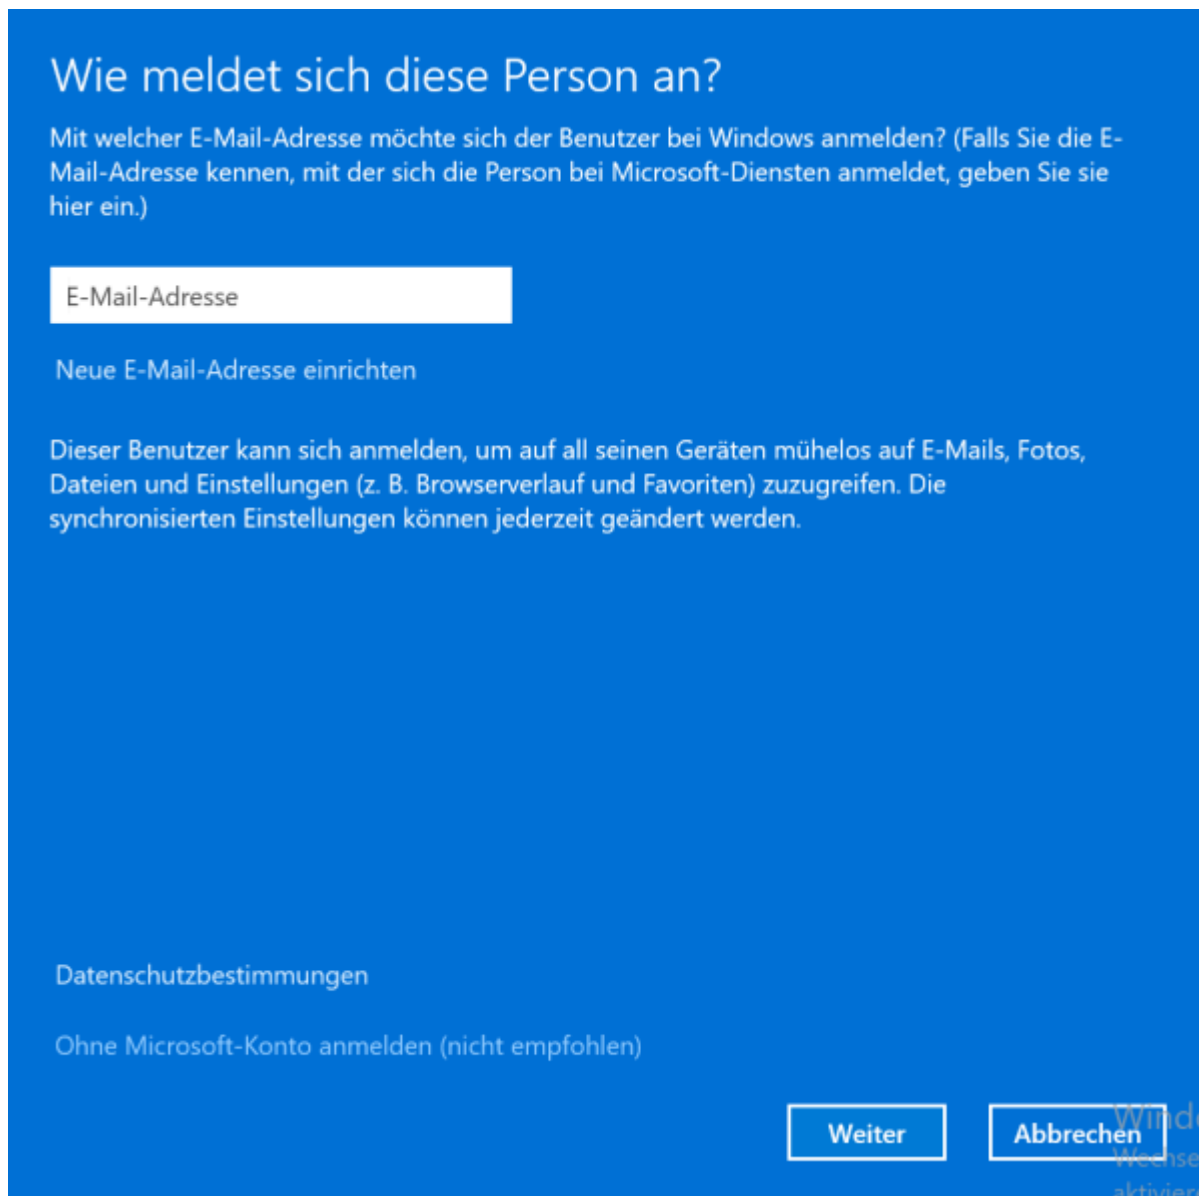 Wie meldet sich diese Person an?
Mit welcher E-Mail-Adresse möchte sich der Benutzer bei Windows anmelden? (Falls Sie die E-
Mail-Adresse kennen, mit der sich die Person bei Microsoft-Diensten anmeldet, geben Sie sie
hier ein.)
E-Mail-Adresse
Neue E-Mail-Adresse einrichten
Dieser Benutzer kann sich anmelden, um auf all seinen Geräten mühelos auf E-Mails, Fotos,
Dateien und Einstellungen (z. B. Browserverlauf und Favoriten) zuzugreifen. Die
synchronisierten Einstellungen können jederzeit geändert werden.
Datenschutzbestimmungen
Ohne Microsoft-Konto anmelden (nicht empfohlen)
Weiter
Abbrechen